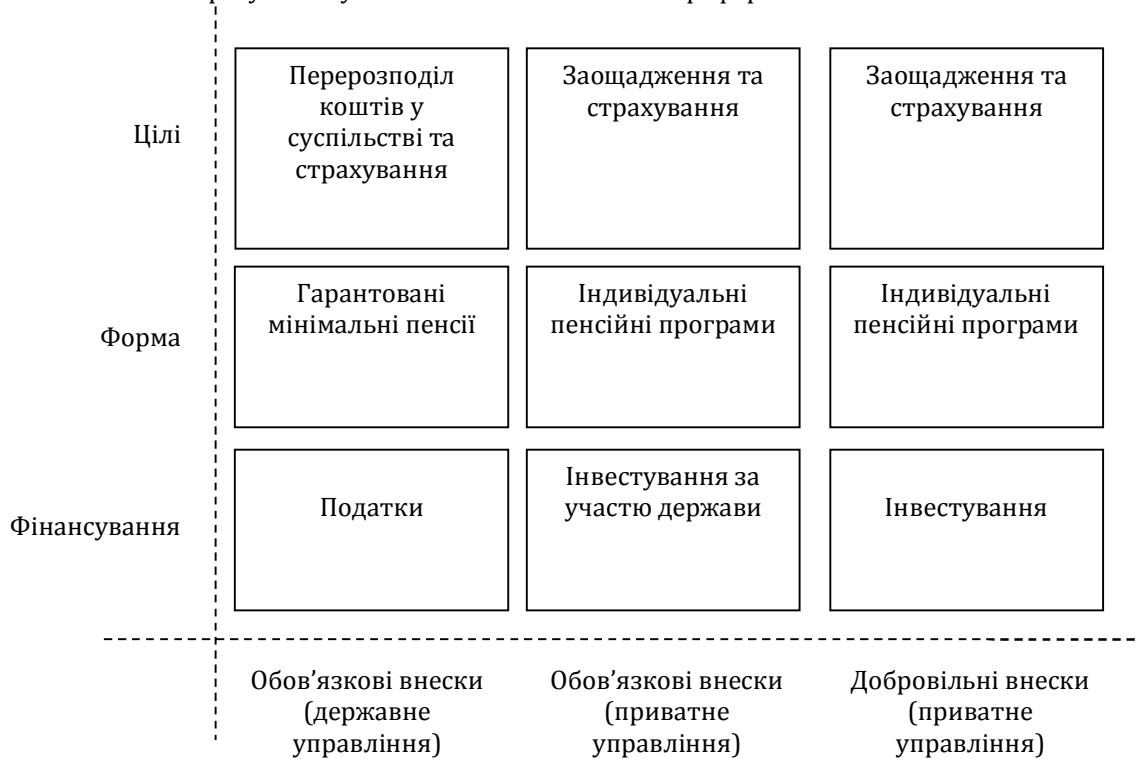 Перерозподіл
коштів у
суспільстві та
страхування
Заощадження та
страхування
Заощадження та
страхування
Цілі
Гарантовані
мінімальні пенсії
Індивідуальні
пенсійні програми
Індивідуальні
пенсійні програми
Форма
Податки
Інвестування за
участю держави
Інвестування
Фінансування
Обов’язкові внески
(державне
управління)
Обов’язкові внески
(приватне
управління)
Добровільні внески
(приватне
управління)